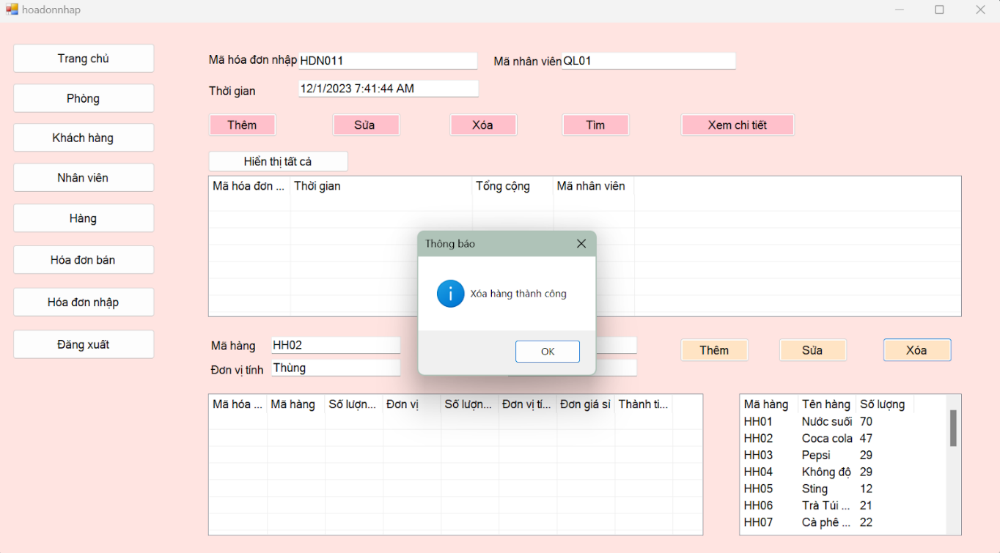 hoadonnhap
Trang chủ
Phòng
Khách hàng
Nhân viên
Hàng
Hóa đơn bán
Hóa đơn nhập
Đăng xuất
Mã hóa đơn nhập HDN011 Mã nhân viên QL01
Thời gian 12/1/2023 7:41:44 AM
Thêm Sửa Xóa Tìm Xem chi tiết
Hiển thị tất cả
Mã hóa đơn ... Thời gian Tổng cộng Mã nhân viên
Thông báo
Xóa hàng thành công
OK
Mã hàng HH02
Đơn vị tính Thùng
Thêm Sửa Xóa
Mã hóa ... Mã hàng Số lượn... Đơn vị Số lượn... Đơn vị tí... Đơn giá sỉ Thành ti...
Mã hàng Tên hàng Số lượng
HH01 Nước suối 70
HH02 Coca cola 47
HH03 Pepsi 29
HH04 Không độ 29
HH05 Sting 12
HH06 Trà Túi ... 21
HH07 Cà phê ... 22